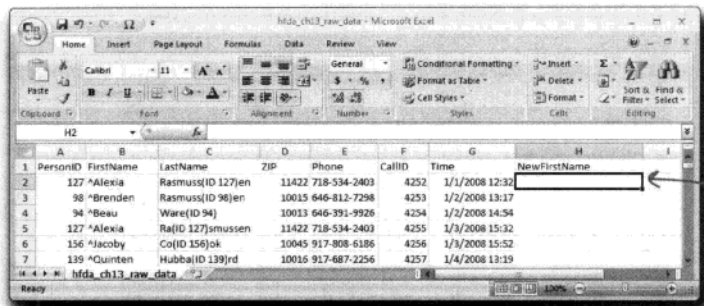 hfda_ch13_raw_data - Microsoft Excel
Home Insert Page Layout Formulas Data Review View
Paste
Calibri 11 A A
B I U A
General
$ % ,
Conditional Formatting
Format as Table
Cell Styles
Insert
Delete
Format
Σ
Sort & Filter
Find & Select
Clipboard Font Alignment Number Styles Cells Editing
H2 fx
A B C D E F G H I
1 PersonID FirstName LastName ZIP Phone CallID Time NewFirstName
2 127 ^Alexia Rasmuss(ID 127)en 11422 718-534-2403 4252 1/1/2008 12:32
3 98 ^Brenden Rasmuss(ID 98)en 10015 646-812-7298 4253 1/2/2008 13:17
4 94 ^Beau Ware(ID 94) 10013 646-391-9926 4254 1/2/2008 14:54
5 127 ^Alexia Ra(ID 127)smussen 11422 718-534-2403 4255 1/3/2008 15:32
6 156 ^Jacoby Co(ID 156)ok 10045 917-808-6186 4256 1/3/2008 15:52
7 139 ^Quinten Hubba(ID 139)rd 10016 917-687-2256 4257 1/4/2008 13:19
hfda_ch13_raw_data
Ready 100%